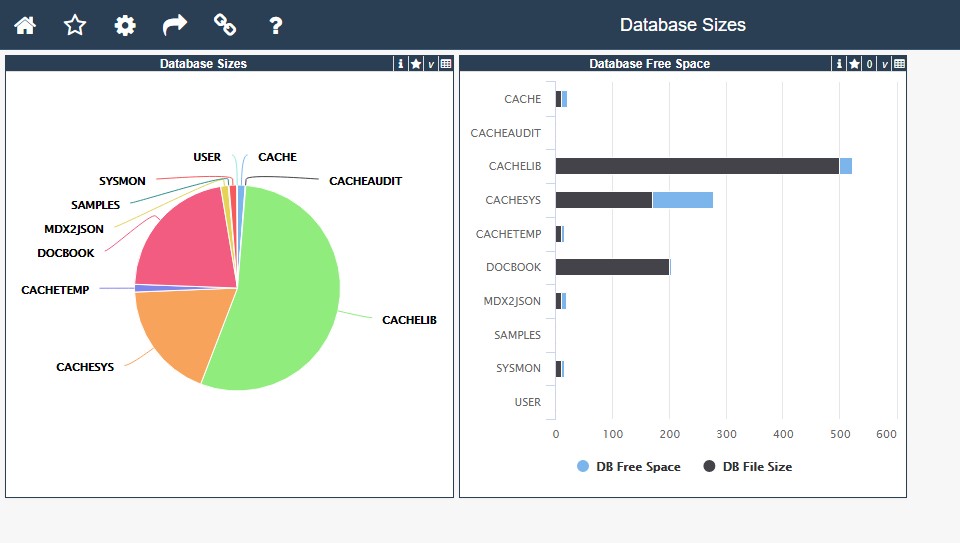 ?
Database Sizes
Database Sizes
i
v
Database Free Space
i
0
v
USER
CACHE
SYSMON
CACHEAUDIT
SAMPLES
MDX2JSON
DOCBOOK
CACHETEMP
CACHELIB
CACHESYS
CACHE
CACHEAUDIT
CACHELIB
CACHESYS
CACHETEMP
DOCBOOK
MDX2JSON
SAMPLES
SYSMON
USER
0 100 200 300 400 500 600
DB Free Space DB File Size